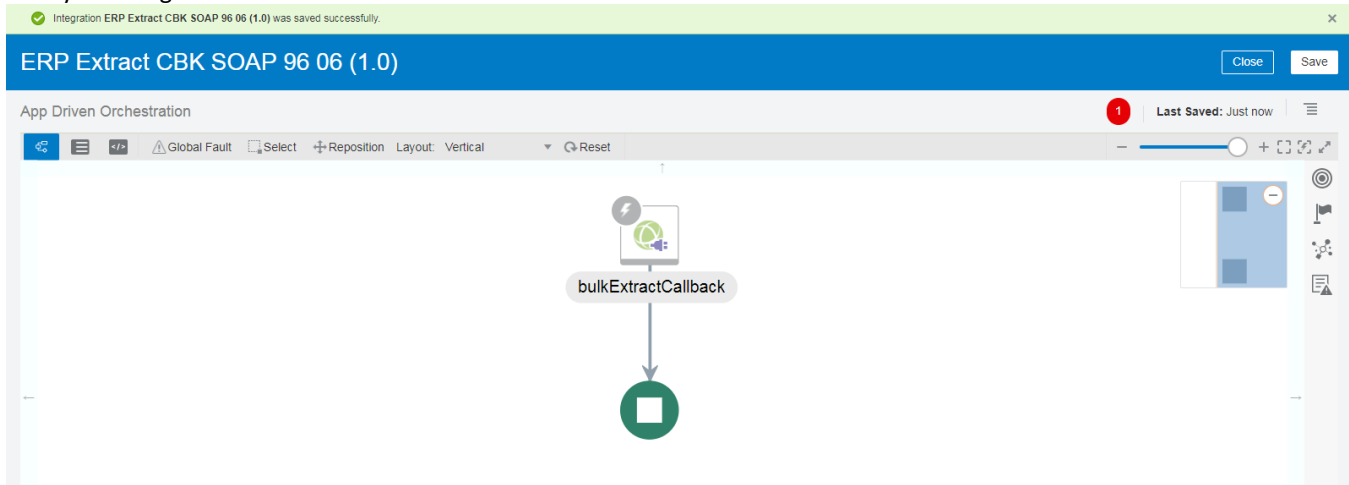 Integration ERP Extract CBK SOAP 96 06 (1.0) was saved successfully.
ERP Extract CBK SOAP 96 06 (1.0)
Close
Save
App Driven Orchestration
1
Last Saved: Just now
</>
Global Fault
Select
Reposition
Layout: Vertical
Reset
bulkExtractCallback